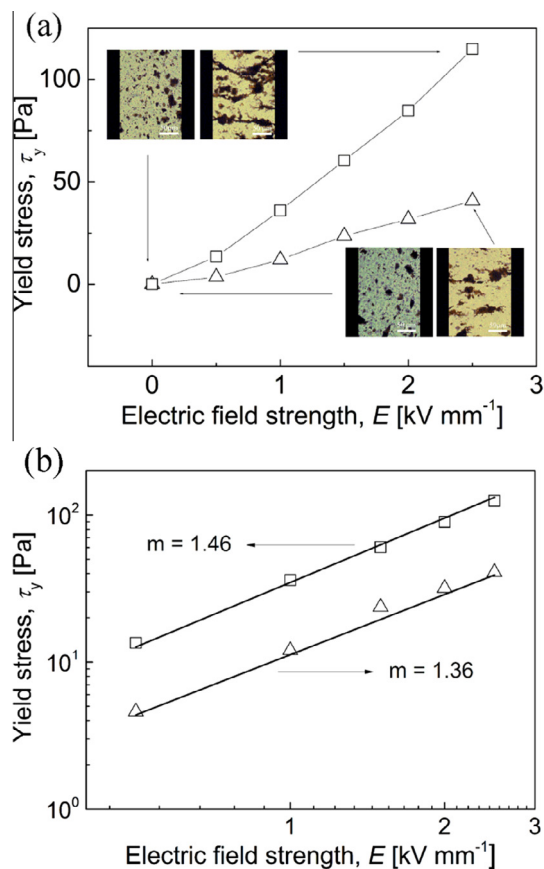 (a)
100
50
0
Yield stress, τy [Pa]
0 1 2 3
Electric field strength, E [kV mm-1]
(b)
10²
10¹
10⁰
Yield stress, τy [Pa]
m = 1.46
m = 1.36
1 2 3
Electric field strength, E [kV mm-1]